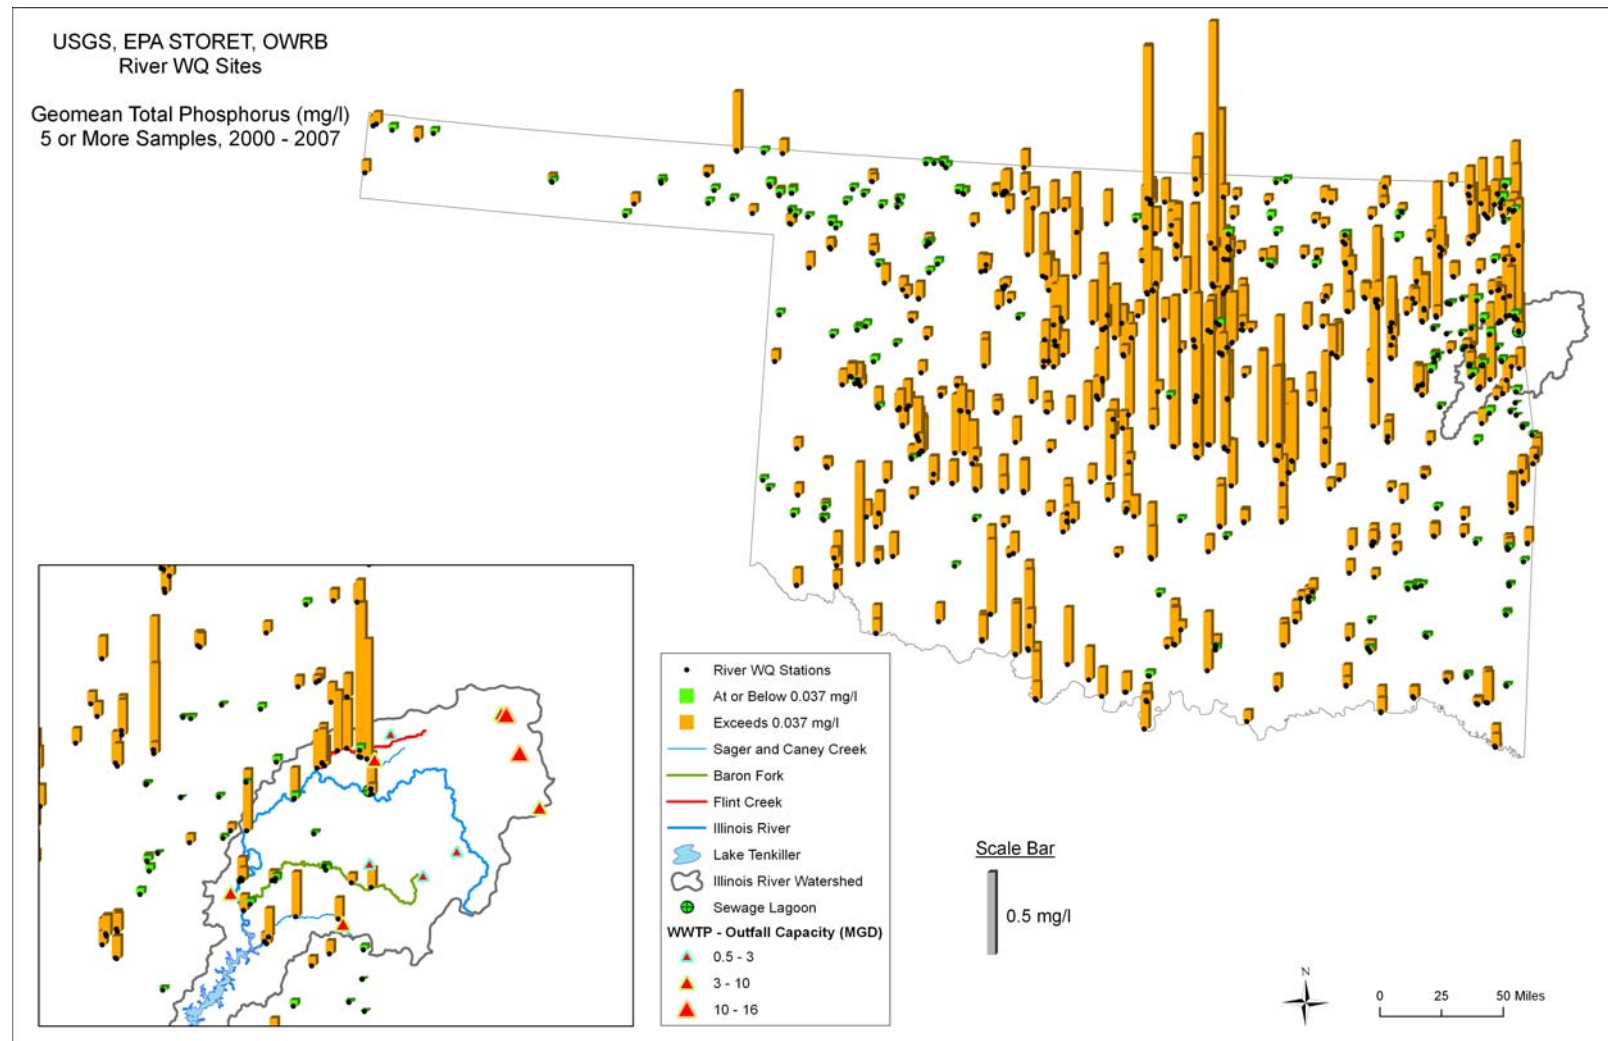 USGS, EPA STORET, OWRB
River WQ Sites
Geomean Total Phosphorus (mg/l)
5 or More Samples, 2000 - 2007
River WQ Stations
At or Below 0.037 mg/l
Exceeds 0.037 mg/l
Sager and Caney Creek
Baron Fork
Flint Creek
Illinois River
Lake Tenkiller
Illinois River Watershed
Sewage Lagoon
WWTP - Outfall Capacity (MGD)
0.5 - 3
3 - 10
10 - 16
Scale Bar
0.5 mg/l
N
0 25 50 Miles